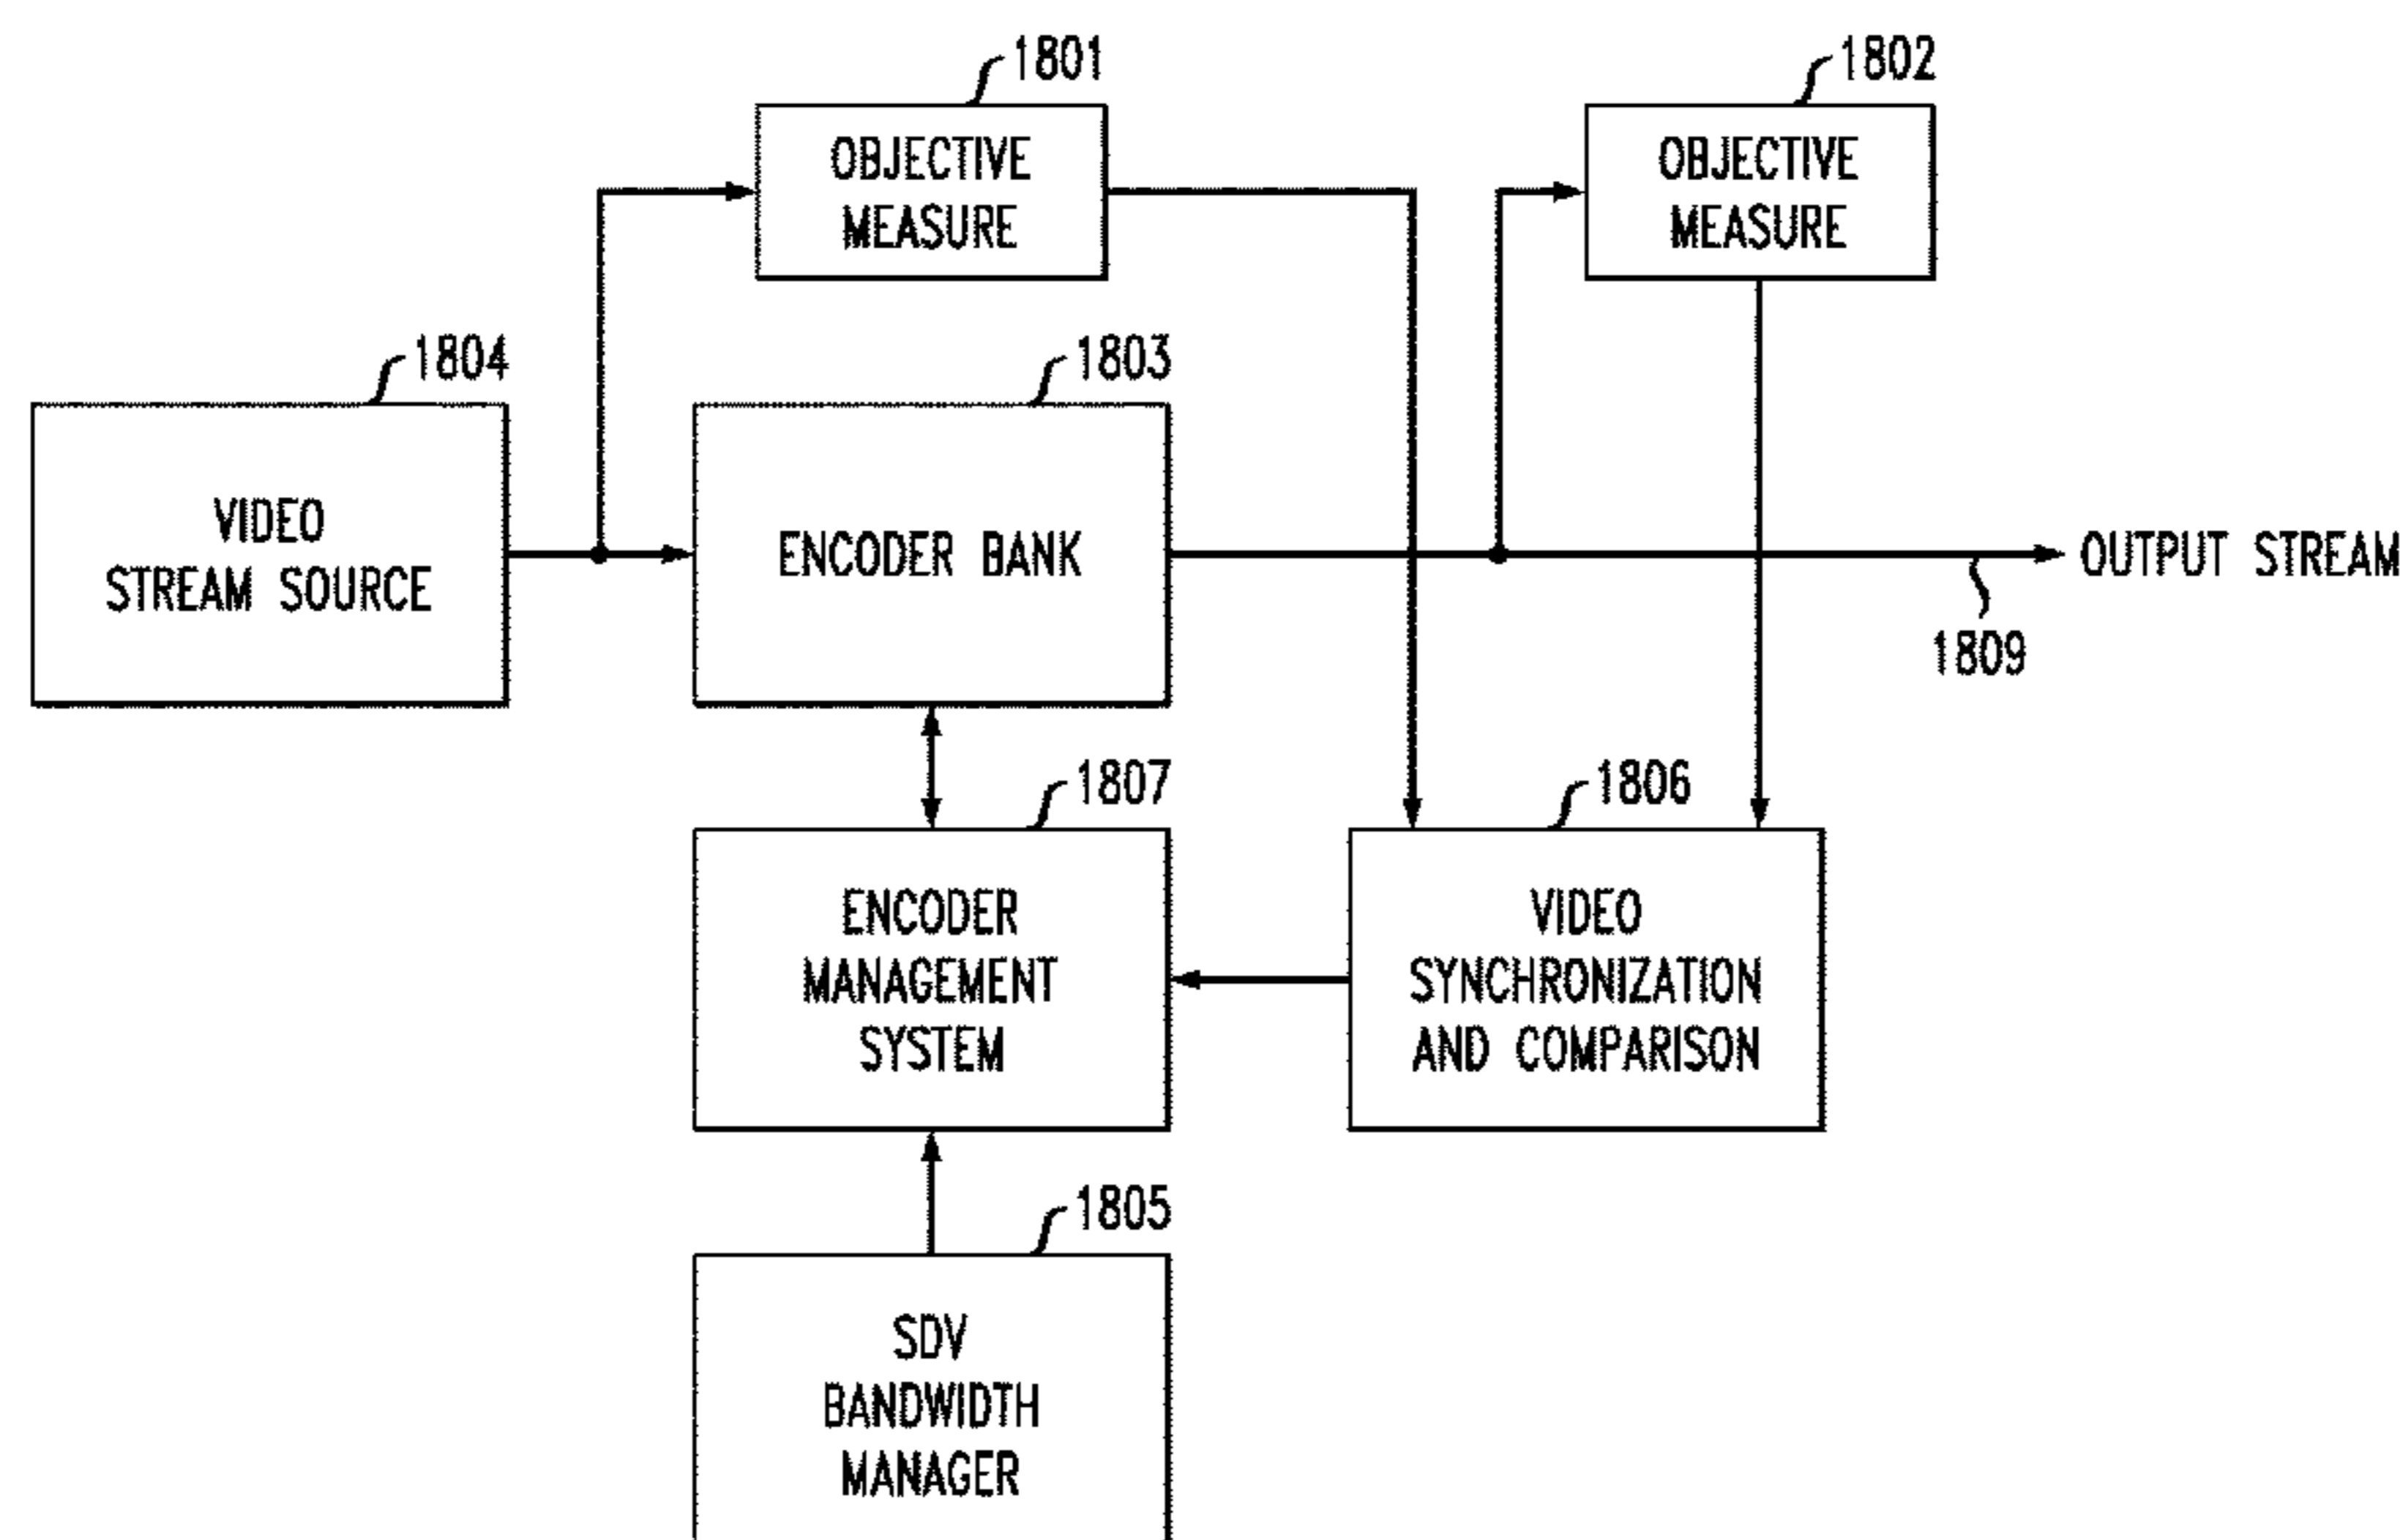 1801
OBJECTIVE
MEASURE
1802
OBJECTIVE
MEASURE
1804
VIDEO
STREAM SOURCE
1803
ENCODER BANK
OUTPUT STREAM
1809
1807
ENCODER
MANAGEMENT
SYSTEM
1806
VIDEO
SYNCHRONIZATION
AND COMPARISON
1805
SDV
BANDWIDTH
MANAGER